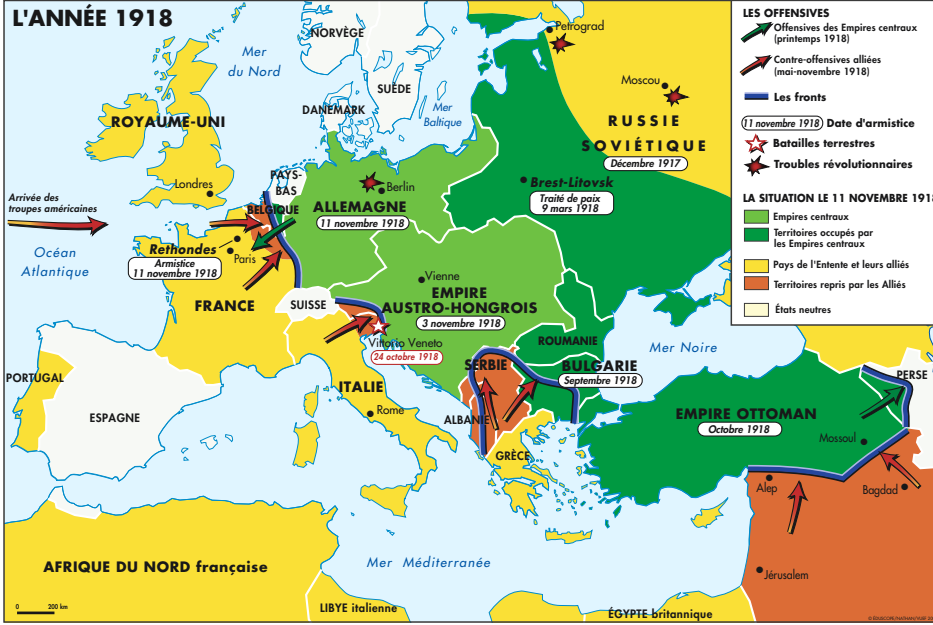 L'ANNÉE 1918
Mer
du Nord
NORVÈGE
SUÈDE
DANEMARK
Mer
Baltique
Petrograd
Moscou
RUSSIE
SOVIÉTIQUE
Décembre 1917
ROYAUME-UNI
Londres
PAYS-
BAS
BELGIQUE
Berlin
ALLEMAGNE
11 novembre 1918
Brest-Litovsk
Traité de paix
9 mars 1918
Arrivée des
troupes américaines
Océan
Atlantique
Rethondes
Armistice
11 novembre 1918
Paris
FRANCE
SUISSE
Vienne
EMPIRE
AUSTRO-HONGROIS
3 novembre 1918
Vittorio Veneto
24 octobre 1918
ROUMANIE
Mer Noire
SERBIE
BULGARIE
Septembre 1918
PORTUGAL
ESPAGNE
ITALIE
Rome
ALBANIE
GRÈCE
EMPIRE OTTOMAN
Octobre 1918
Mossoul
PERSE
Alep
Bagdad
Jérusalem
Mer Méditerranée
AFRIQUE DU NORD française
LIBYE italienne
ÉGYPTE britannique
0 200 km
LES OFFENSIVES
Offensives des Empires centraux
(printemps 1918)
Contre-offensives alliées
(mai-novembre 1918)
Les fronts
11 novembre 1918 Date d'armistice
Batailles terrestres
Troubles révolutionnaires
LA SITUATION LE 11 NOVEMBRE 1918
Empires centraux
Territoires occupés par
les Empires centraux
Pays de l'Entente et leurs alliés
Territoires repris par les Alliés
États neutres